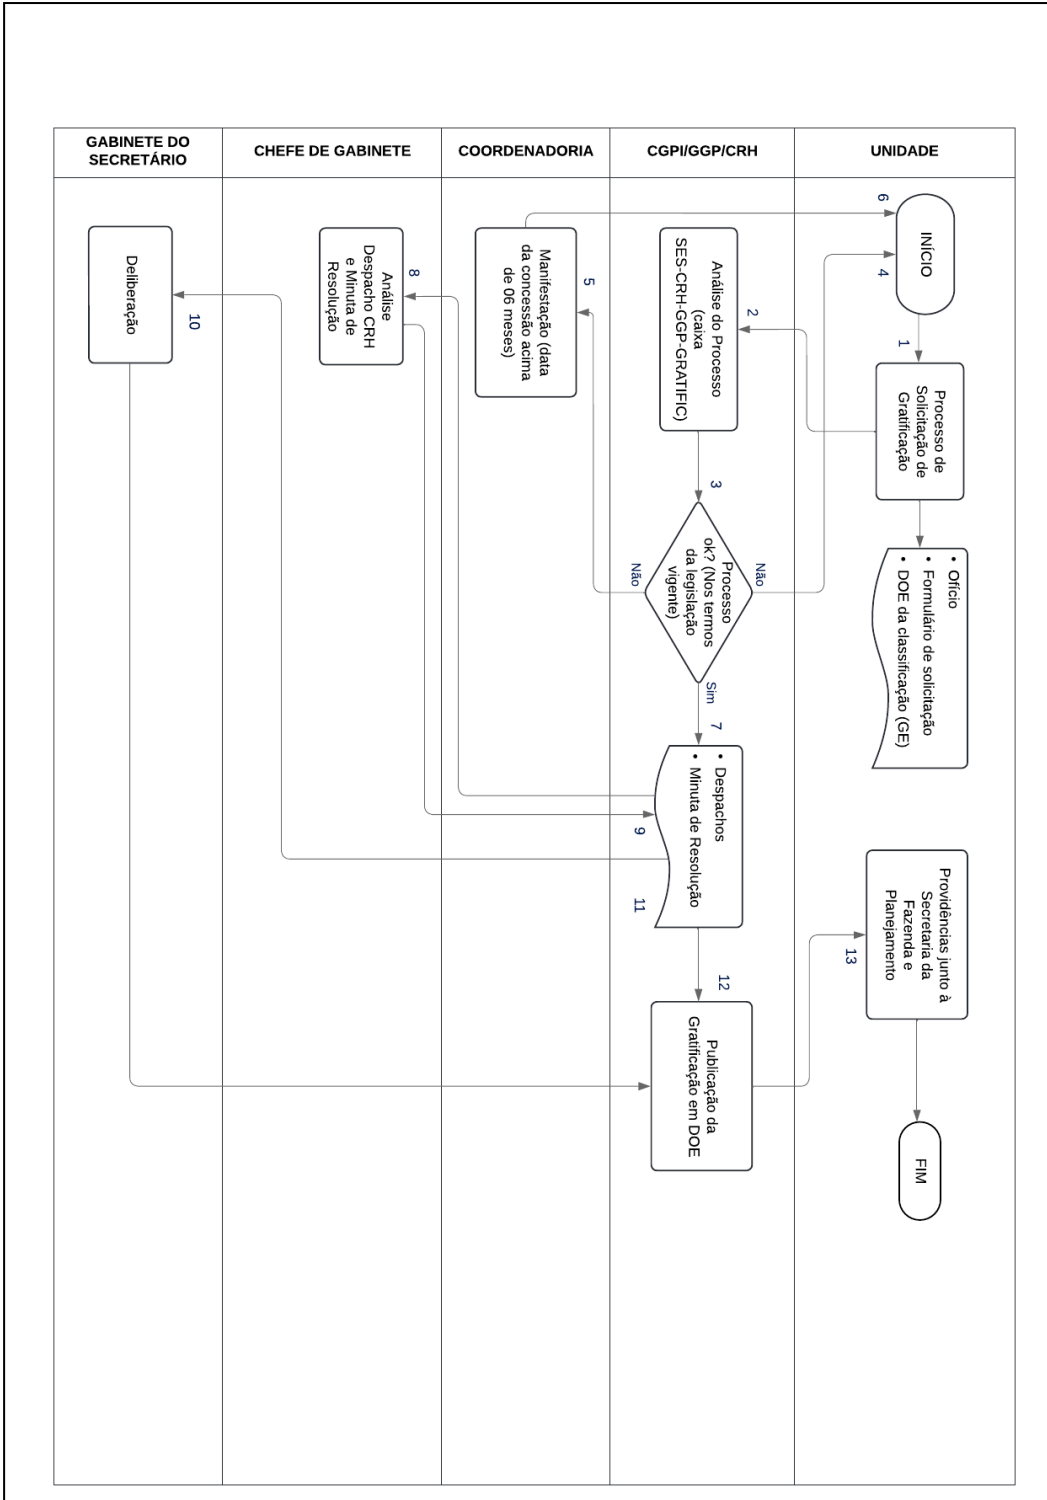 GABINETE DO
SECRETÁRIO
CHEFE DE GABINETE
COORDENADORIA
CGPI/GGP/CRH
UNIDADE
INÍCIO
6
4
1
Processo de
Solicitação de
Gratificação
• Ofício
• Formulário de solicitação
• DOE da classificação (GE)
2
Análise do Processo
(caixa
SES-CRH-GGP-GRATIFIC)
3
Processo
ok? (Nos termos
da legislação
vigente)
Não
Não
Sim
5
Manifestação (data
da concessão acima
de 06 meses)
7
• Despachos
• Minuta de Resolução
8
Análise
Despacho CRH
e Minuta de
Resolução
9
10
Deliberação
11
12
Publicação da
Gratificação em DOE
13
Providências junto à
Secretaria da
Fazenda e
Planejamento
FIM